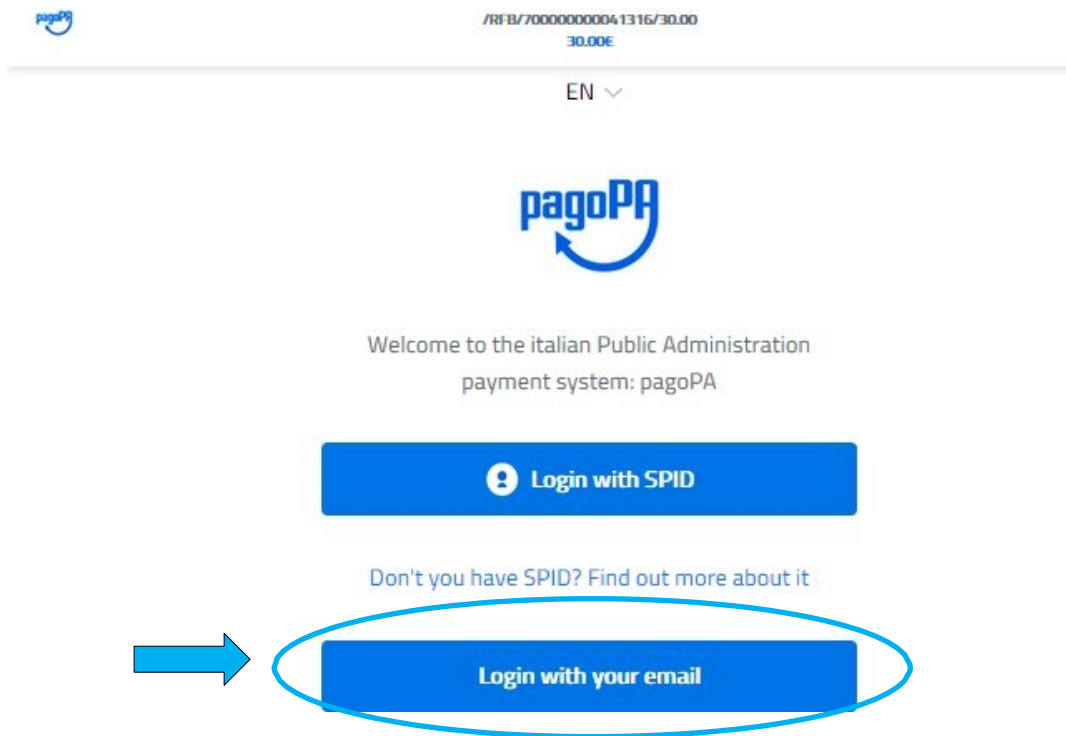 pagoPA
/RFB/700000000041316/30.00
30.00€
EN
pagoPA
Welcome to the italian Public Administration
payment system: pagoPA
Login with SPID
Don't you have SPID? Find out more about it
Login with your email